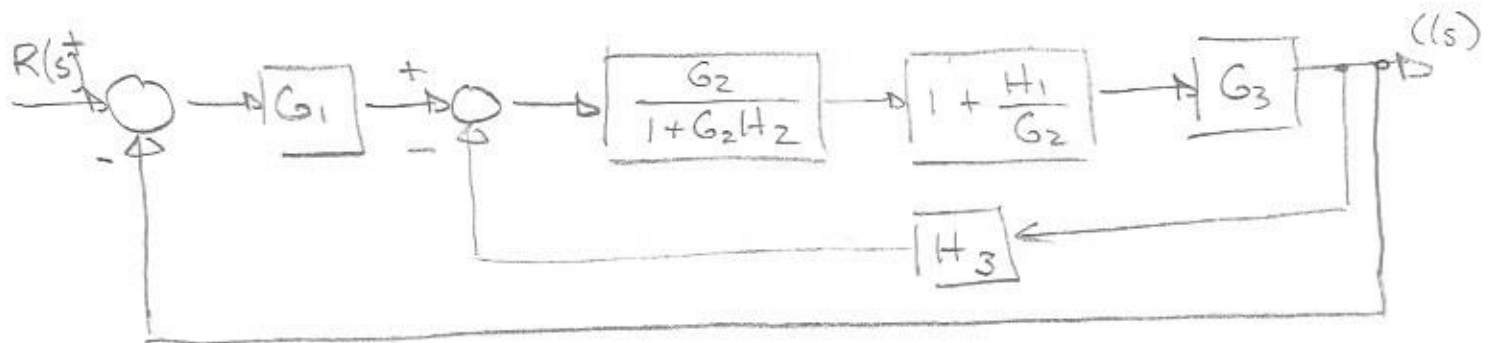 R(s) + G1 + G2 / 1+G2H2 1 + H1 / G2 G3 C(s)
- -
H3